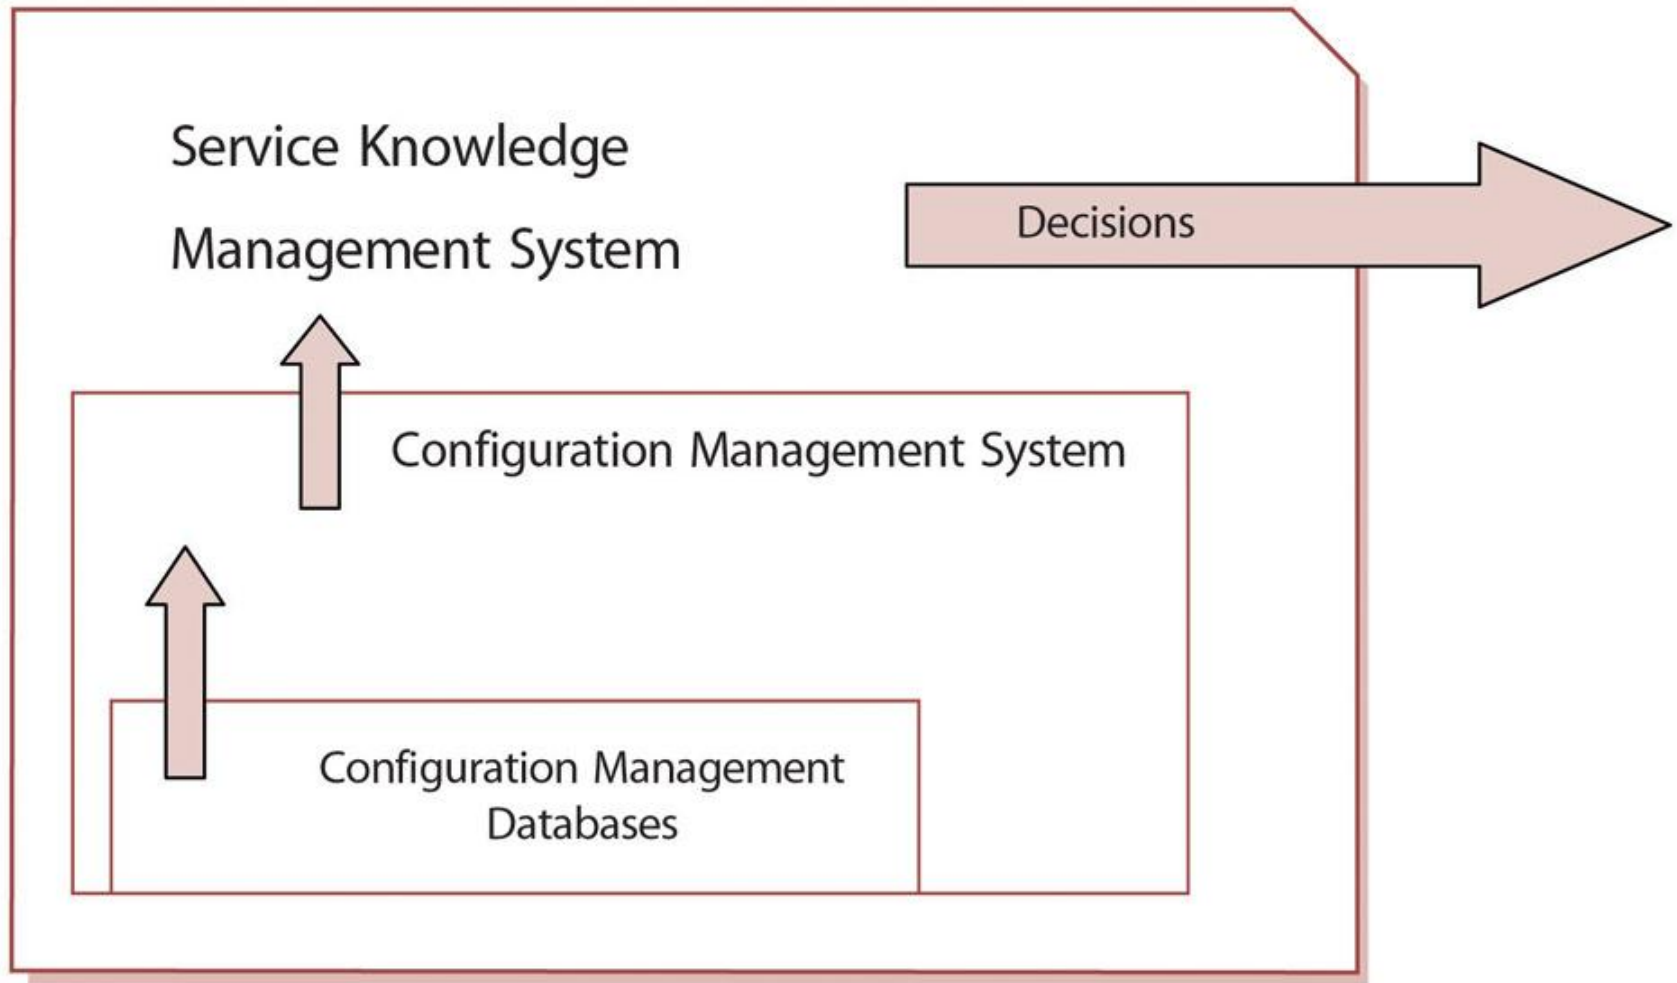 Service Knowledge
Management System
Decisions
Configuration Management System
Configuration Management
Databases